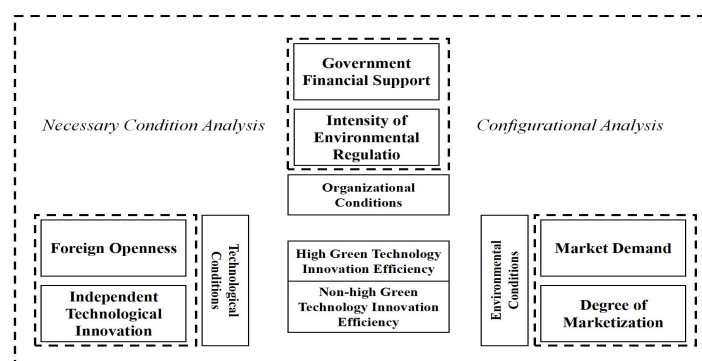 Government
Financial Support
Necessary Condition Analysis
Intensity of
Environmental
Regulatio
Configurational Analysis
Organizational
Conditions
Foreign Openness
Independent
Technological
Innovation
Technological
Conditions
High Green Technology
Innovation Efficiency
Non-high Green
Technology Innovation
Efficiency
Environmental
Conditions
Market Demand
Degree of
Marketization